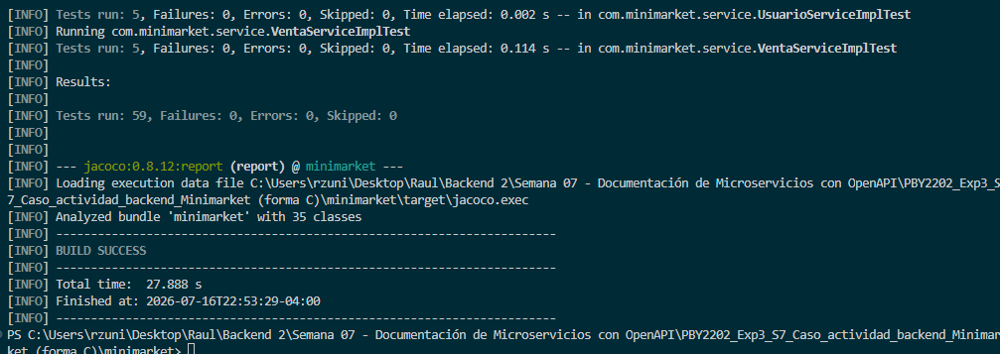 [INFO] Tests run: 5, Failures: 0, Errors: 0, Skipped: 0, Time elapsed: 0.002 s -- in com.minimarket.service.UsuarioServiceImplTest
[INFO] Running com.minimarket.service.VentaServiceImplTest
[INFO] Tests run: 5, Failures: 0, Errors: 0, Skipped: 0, Time elapsed: 0.114 s -- in com.minimarket.service.VentaServiceImplTest
[INFO]
[INFO] Results:
[INFO]
[INFO] Tests run: 59, Failures: 0, Errors: 0, Skipped: 0
[INFO]
[INFO]
[INFO] --- jacoco:0.8.12:report (report) @ minimarket ---
[INFO] Loading execution data file C:\Users\rzuni\Desktop\Raul\Backend 2\Semana 07 - Documentación de Microservicios con OpenAPI\PBY2202_Exp3_S
7_Caso_actividad_backend_Minimarket (forma C)\minimarket\target\jacoco.exec
[INFO] Analyzed bundle 'minimarket' with 35 classes
[INFO] ------------------------------------------------------------------------
[INFO] BUILD SUCCESS
[INFO] ------------------------------------------------------------------------
[INFO] Total time:  27.888 s
[INFO] Finished at: 2026-07-16T22:53:29-04:00
[INFO] ------------------------------------------------------------------------
PS C:\Users\rzuni\Desktop\Raul\Backend 2\Semana 07 - Documentación de Microservicios con OpenAPI\PBY2202_Exp3_S7_Caso_actividad_backend_Minimar
ket (forma C)\minimarket>